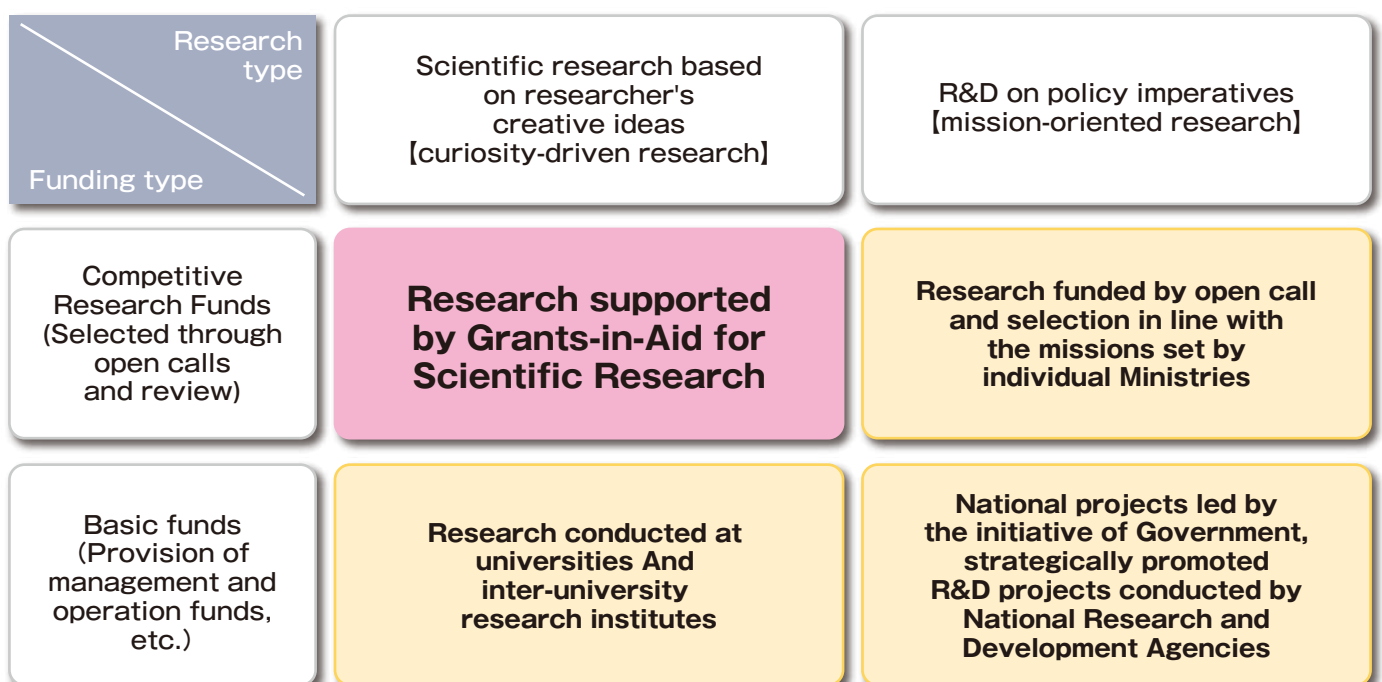 Research
type
Funding type
Scientific research based
on researcher's
creative ideas
【curiosity-driven research】
R&D on policy imperatives
【mission-oriented research】
Competitive
Research Funds
(Selected through
open calls
and review)
Research supported
by Grants-in-Aid for
Scientific Research
Research funded by open call
and selection in line with
the missions set by
individual Ministries
Basic funds
(Provision of
management and
operation funds,
etc.)
Research conducted at
universities And
inter-university
research institutes
National projects led by
the initiative of Government,
strategically promoted
R&D projects conducted by
National Research and
Development Agencies